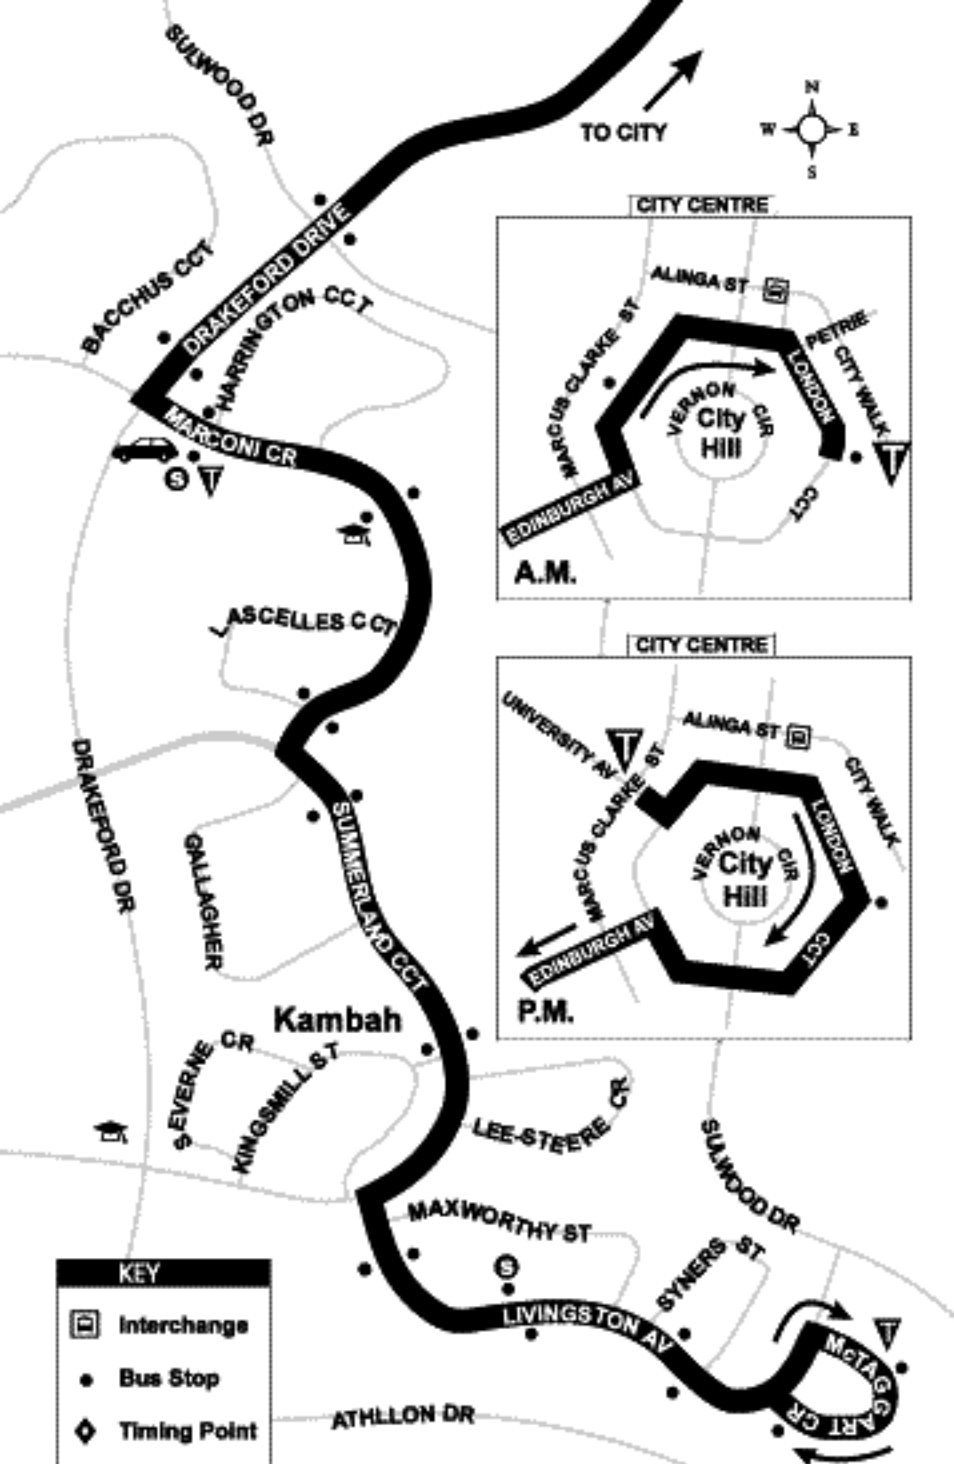 SULWOOD DR
TO CITY
N
W
E
S
CITY CENTRE
DRAKEFORD DRIVE
BACCHUS CCT
HARRINGTON CCT
MARCONI CR
S
T
ALINGA ST
MARCUS CLARKE ST
PETRIE
LONDON
CITY WALK
VERNON CIR
City
Hill
T
EDINBURGH AV
CCT
A.M.
LASCELLES CCT
CITY CENTRE
UNIVERSITY AV
T
ALINGA ST
MARCUS CLARKE ST
CITY WALK
LONDON
VERNON CIR
City
Hill
EDINBURGH AV
CCT
P.M.
DRAKEFORD DR
SUMMERLAND CCT
GALLAGHER
Kambah
SEVERNE CR
KINGSMILL ST
LEE-STEERE CR
SULWOOD DR
MAXWORTHY ST
S
SYNERS ST
LIVINGSTON AV
T
McTAGGART CR
ATHLLON DR
KEY
Interchange
Bus Stop
Timing Point